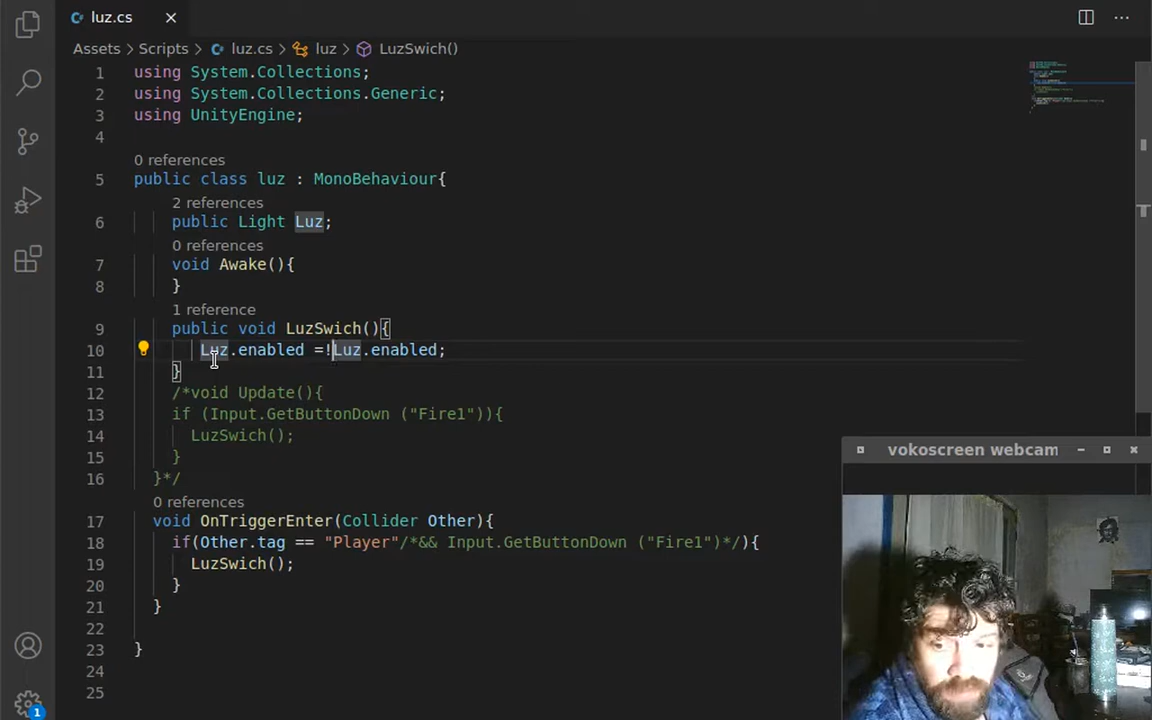 luz.cs
Assets > Scripts > luz.cs > luz > LuzSwich()
1 using System.Collections;
2 using System.Collections.Generic;
3 using UnityEngine;
4
0 references
5 public class luz : MonoBehaviour{
2 references
6 public Light Luz;
0 references
7 void Awake(){
8 }
1 reference
9 public void LuzSwich(){
10 Luz.enabled =!Luz.enabled;
11 }
12 /*void Update(){
13 if (Input.GetButtonDown ("Fire1")){
14 LuzSwich();
15 }
16 }*/
0 references
17 void OnTriggerEnter(Collider Other){
18 if(Other.tag == "Player"/*&& Input.GetButtonDown ("Fire1")*/){
19 LuzSwich();
20 }
21 }
22
23 }
24
25
1
vokoscreen webcam